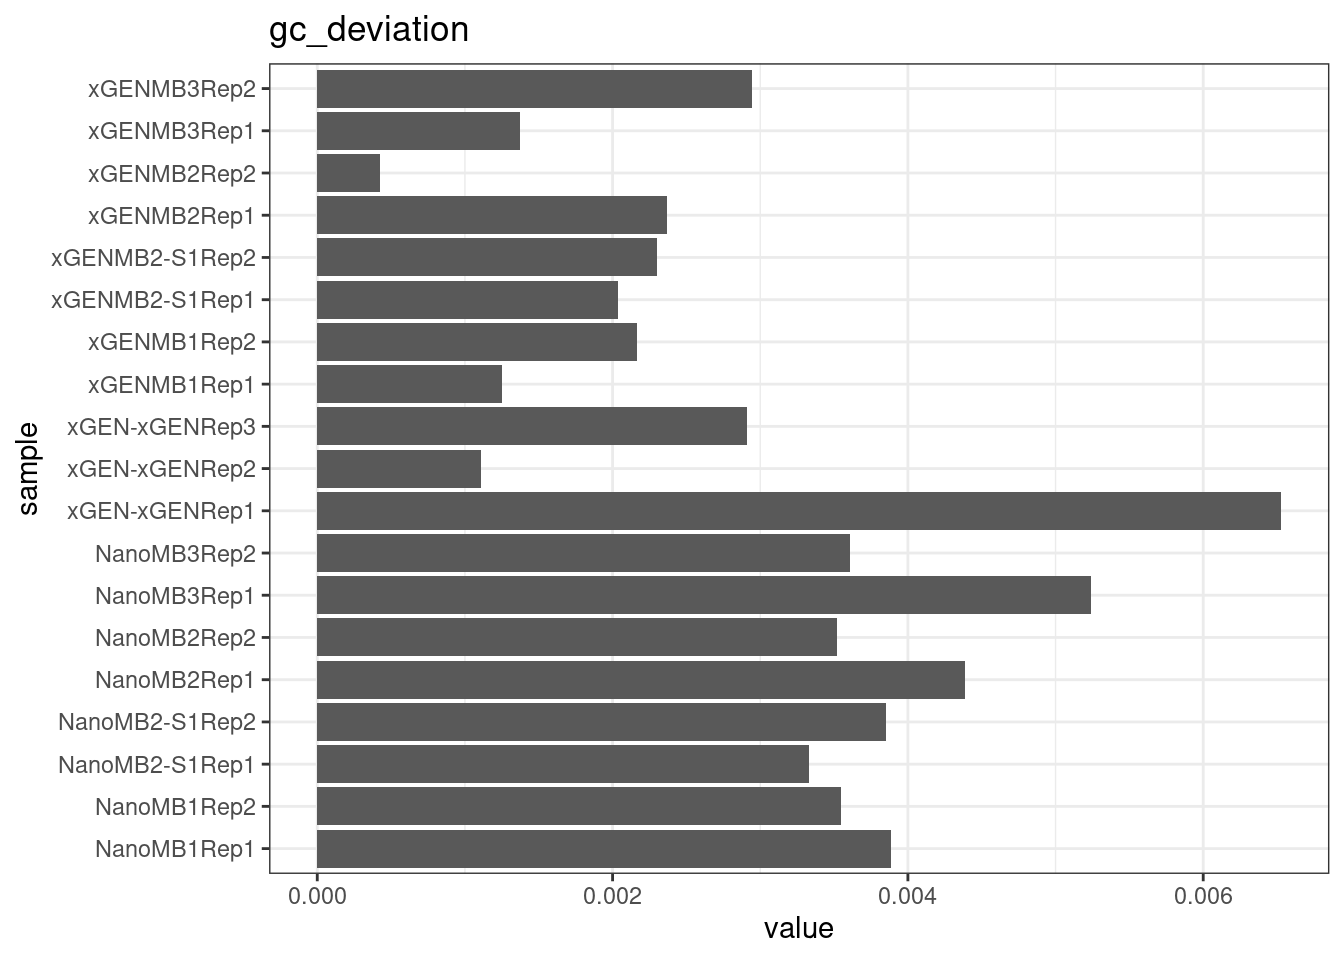 gc_deviation
xGENMB3Rep2
xGENMB3Rep1
xGENMB2Rep2
xGENMB2Rep1
xGENMB2-S1Rep2
xGENMB2-S1Rep1
xGENMB1Rep2
xGENMB1Rep1
xGEN-xGENRep3
xGEN-xGENRep2
xGEN-xGENRep1
NanoMB3Rep2
NanoMB3Rep1
NanoMB2Rep2
NanoMB2Rep1
NanoMB2-S1Rep2
NanoMB2-S1Rep1
NanoMB1Rep2
NanoMB1Rep1
sample
0.000 0.002 0.004 0.006
value